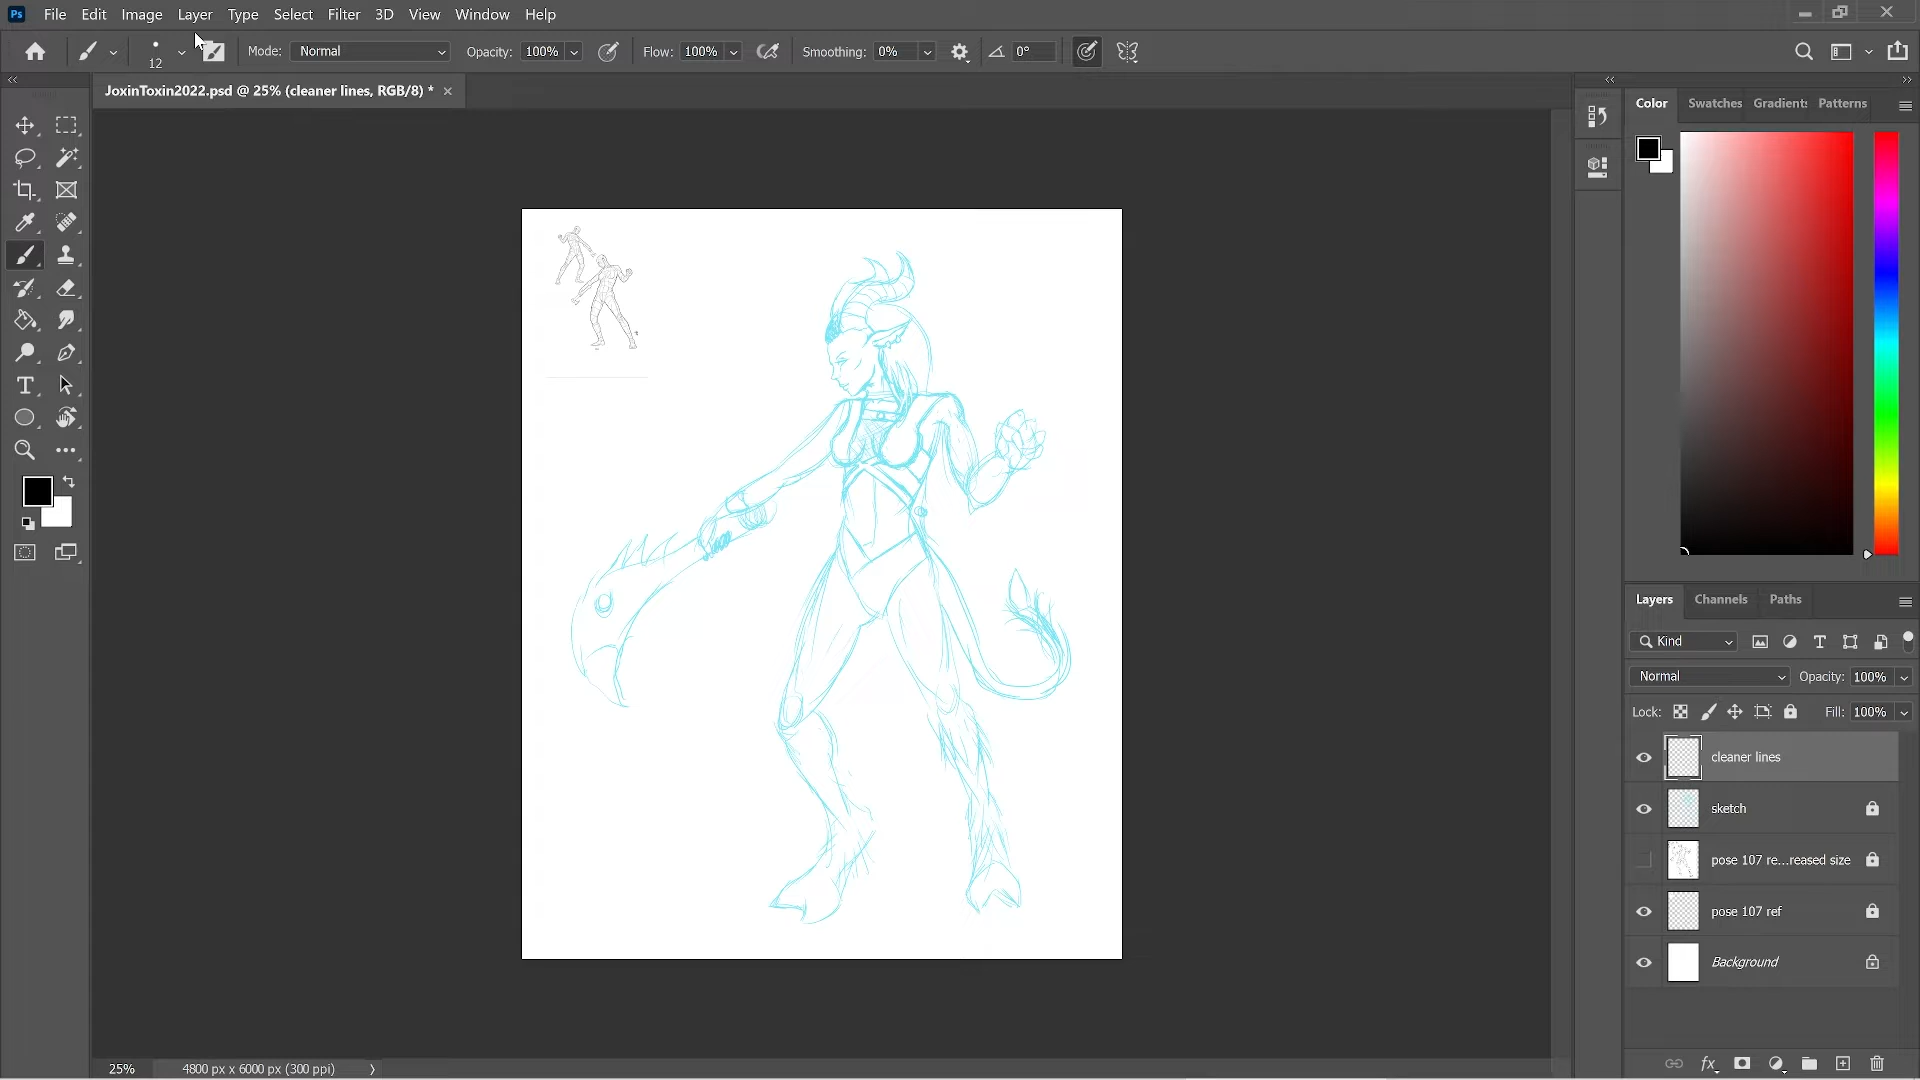 Ps File Edit Image Layer Type Select Filter 3D View Window Help
12 Mode: Normal Opacity: 100% Flow: 100% Smoothing: 0% 0°
JoxinToxin2022.psd @ 25% (cleaner lines, RGB/8) *
Color Swatches Gradients Patterns
Layers Channels Paths
Kind
Normal Opacity: 100%
Lock: Fill: 100%
cleaner lines
sketch
pose 107 re...reased size
pose 107 ref
Background
25% 4800 px x 6000 px (300 ppi)